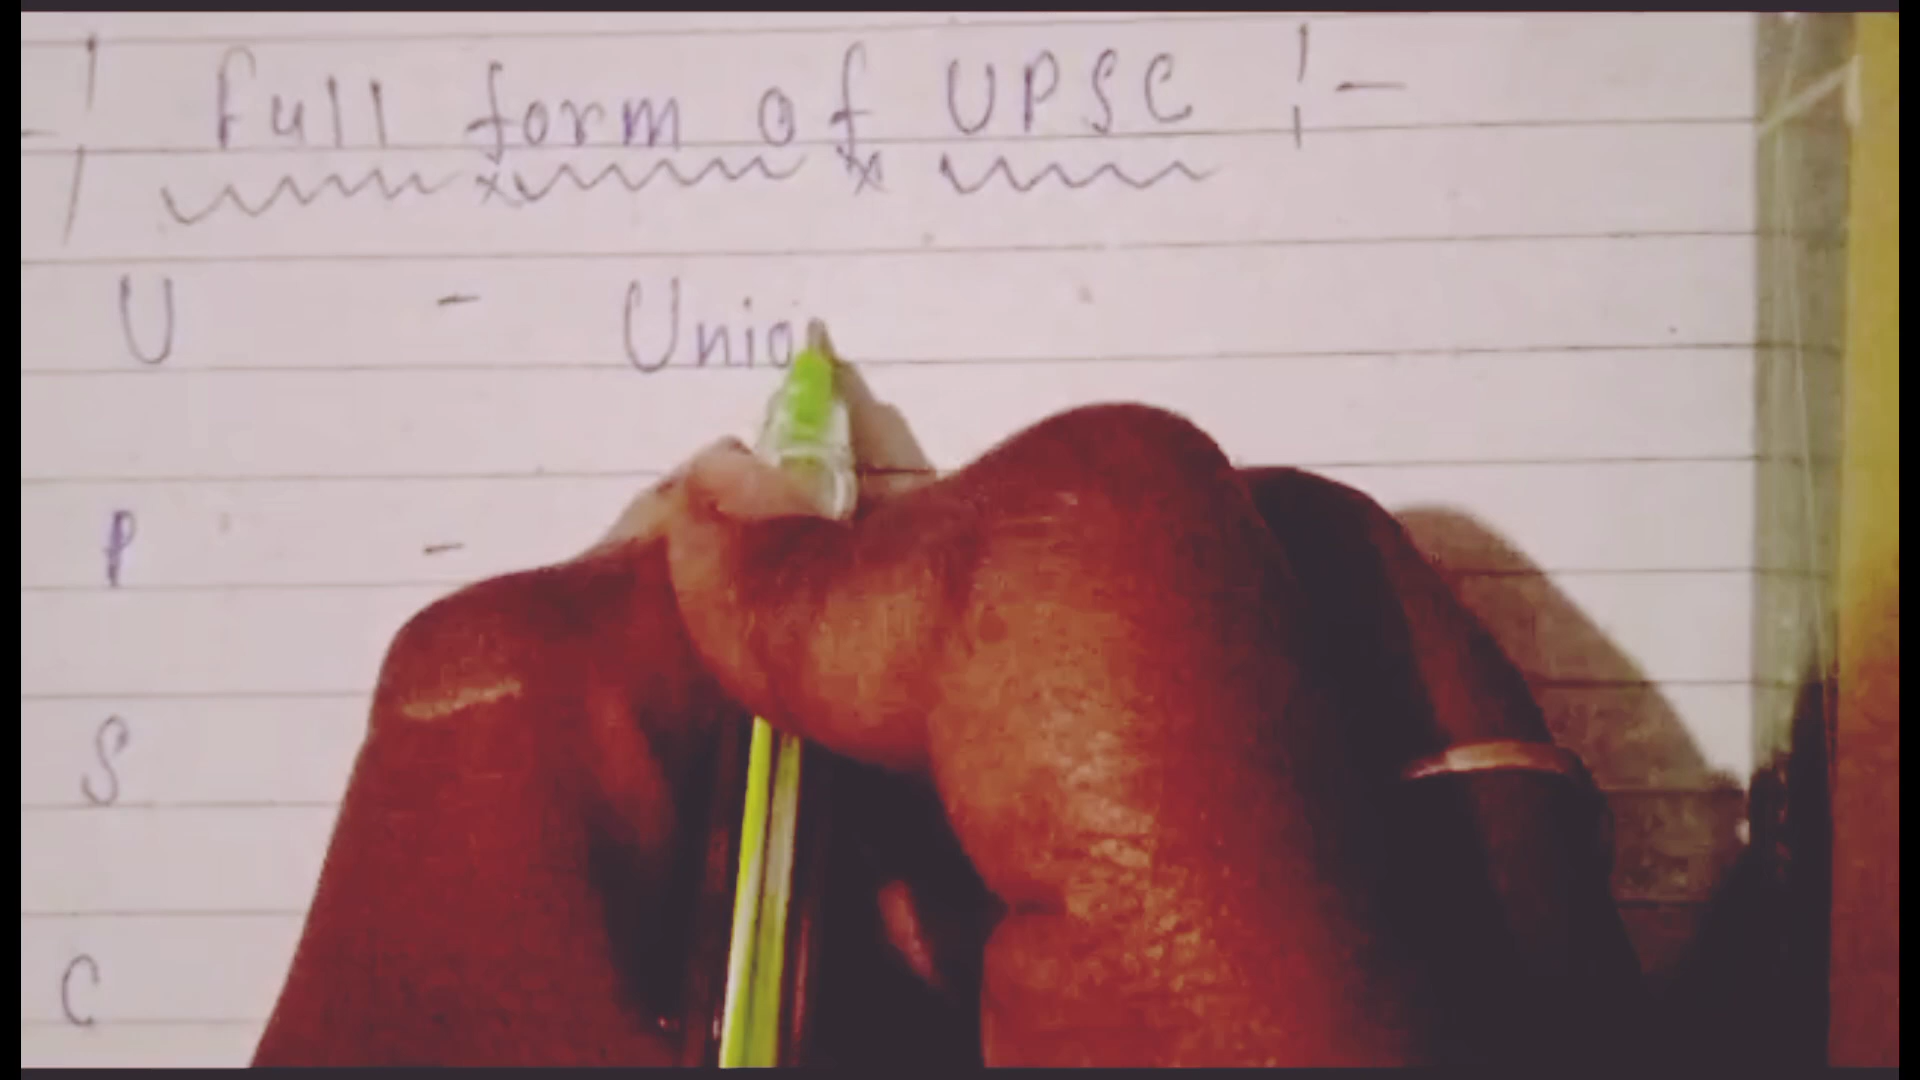 -! Full form of UPSC !-
U - Unio
P -
S
C